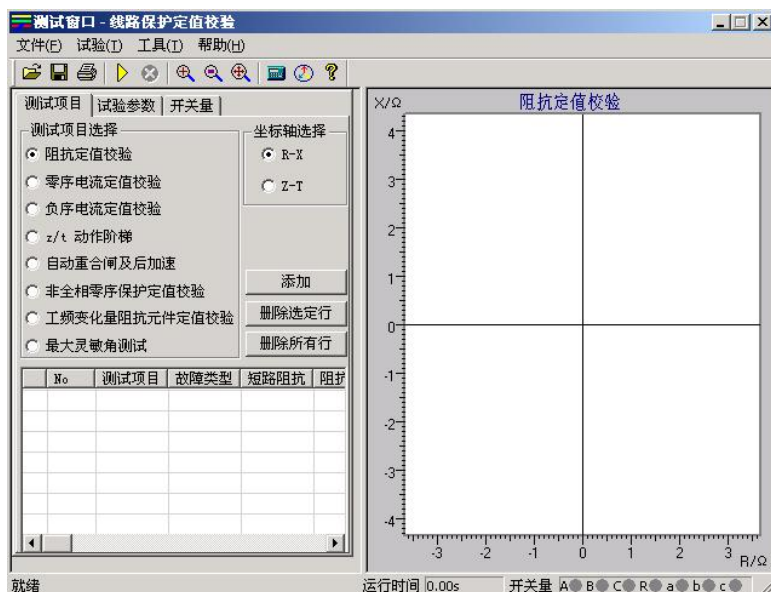 测试窗口 - 线路保护定值校验
文件(F) 试验(T) 工具(T) 帮助(H)
测试项目 试验参数 开关量
测试项目选择
阻抗定值校验
零序电流定值校验
负序电流定值校验
z/t 动作阶梯
自动重合闸及后加速
非全相零序保护定值校验
工频变化量阻抗元件定值校验
最大灵敏角测试
坐标轴选择
R-X
Z-T
添加
删除选定行
删除所有行
No 测试项目 故障类型 短路阻抗 阻抗
X/Ω 阻抗定值校验
4
3
2
1
0
-1
-2
-3
-4
-3 -2 -1 0 1 2 3 R/Ω
就绪 运行时间 0.00s 开关量 A B C R a b c